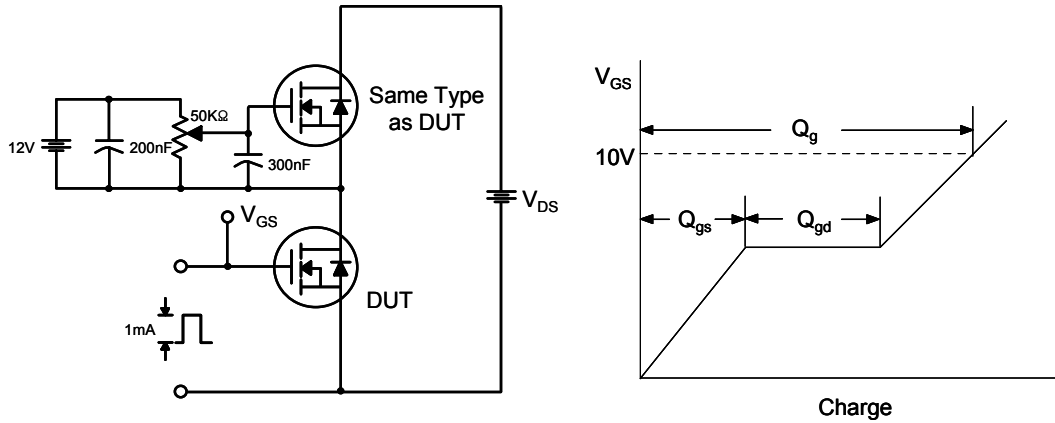 Same Type
as DUT
12V
200nF
50KΩ
300nF
V_DS
V_GS
DUT
1mA
V_GS
10V
Q_g
Q_gs
Q_gd
Charge